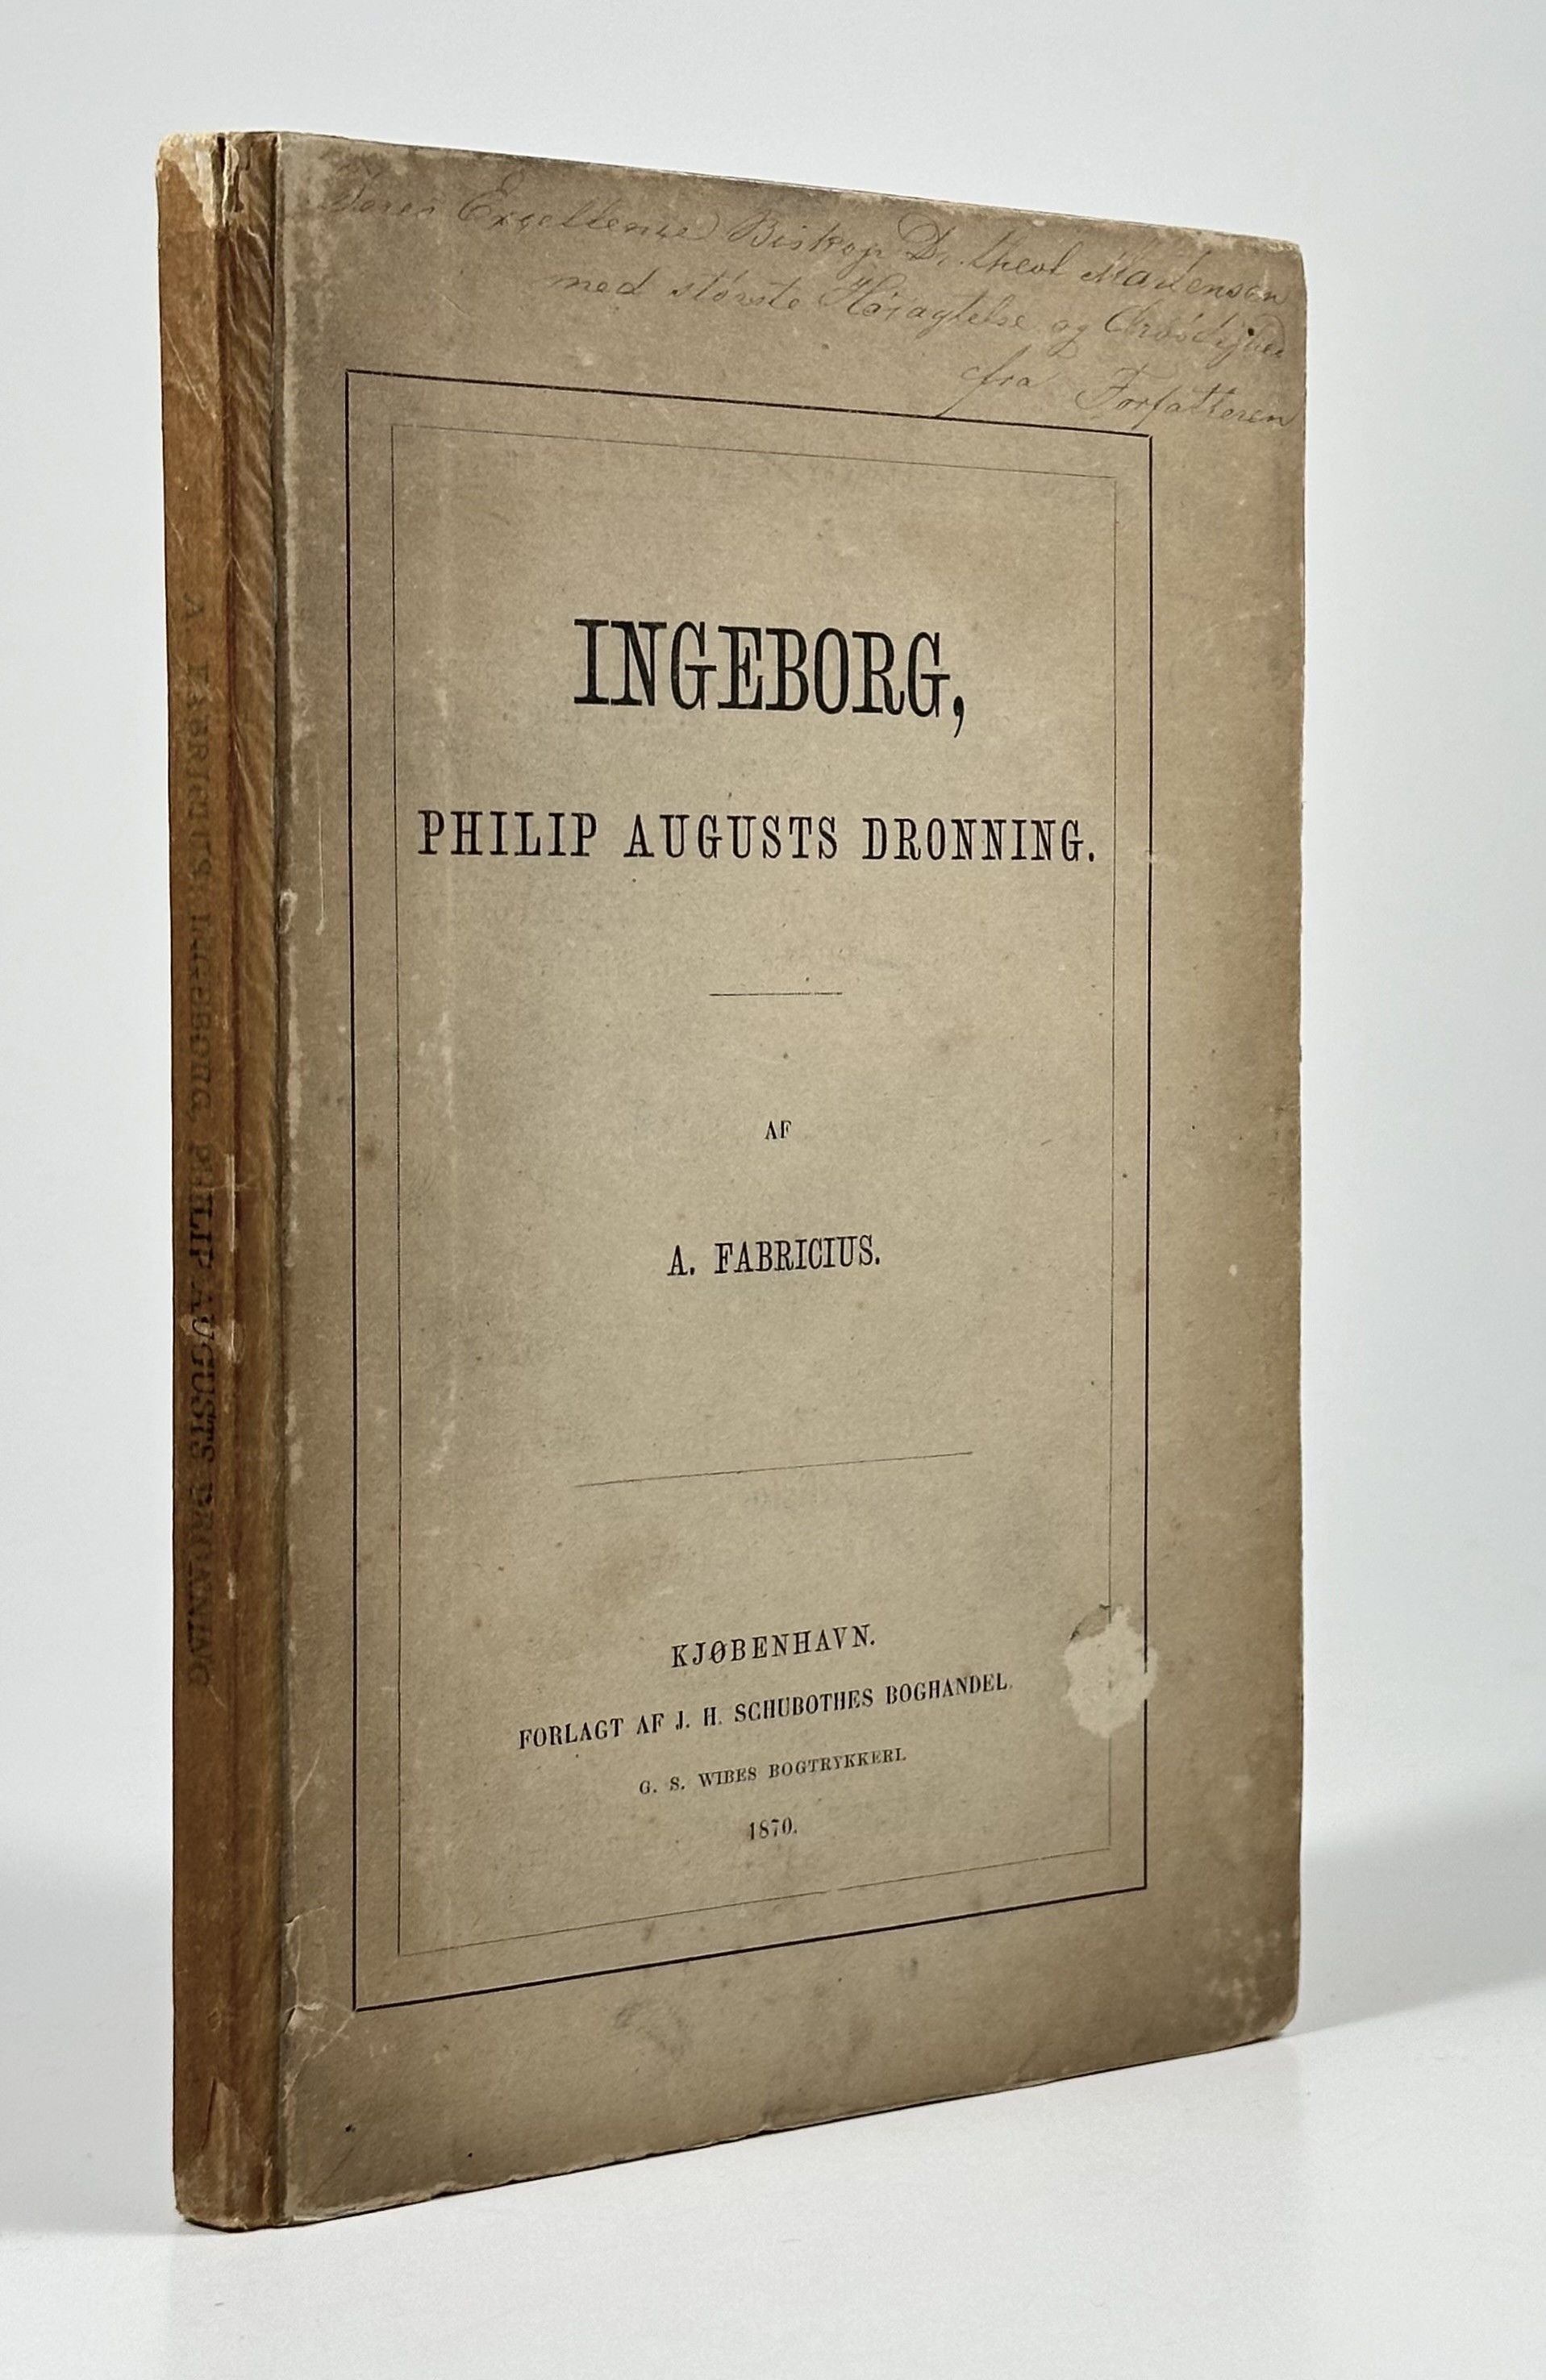 Deres Excellence Biskop Dr. theol Martensen
med største Højagtelse og Ærbødighed
fra Forfatteren
INGEBORG,
PHILIP AUGUSTS DRONNING.
AF
A. FABRICIUS.
KJØBENHAVN.
FORLAGT AF J. H. SCHUBOTHES BOGHANDEL.
G. S. WIBES BOGTRYKKERI.
1870.
A. FABRICIUS. INGEBORG, PHILIP AUGUSTS DRONNING